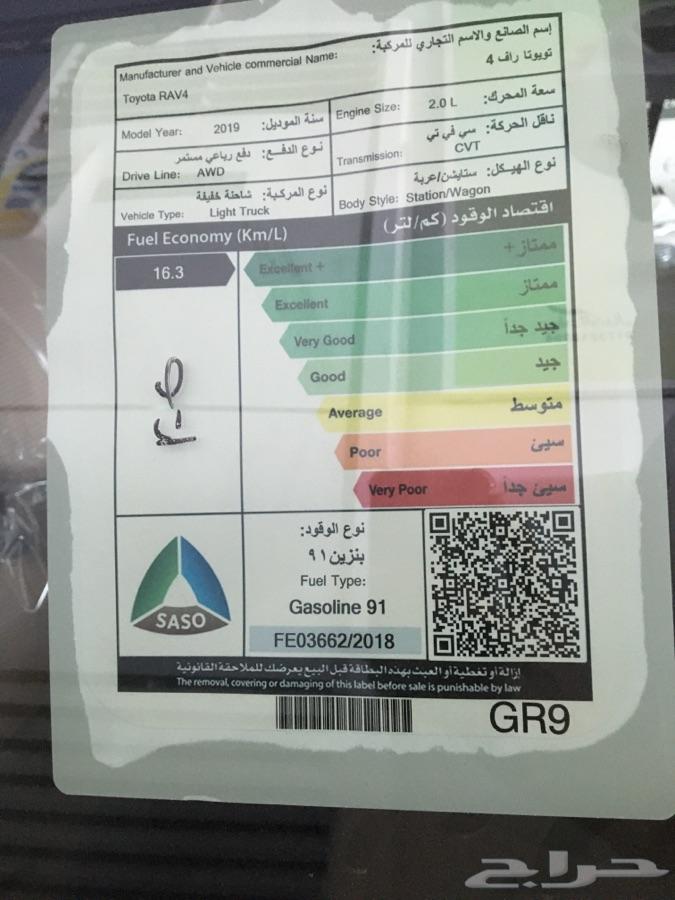 إسم الصانع والاسم التجاري للمركبة:
Manufacturer and Vehicle commercial Name:
تويوتا راف 4
Toyota RAV4
Model Year: 2019 سنة الموديل:
Engine Size: 2.0 L سعة المحرك:
نوع الدفع: دفع رباعي مستمر
Drive Line: AWD
ناقل الحركة: سي في تي
Transmission: CVT
نوع المركبة: شاحنة خفيفة
Vehicle Type: Light Truck
نوع الهيكل: ستايشن/عربة
Body Style: Station/Wagon
Fuel Economy (Km/L) اقتصاد الوقود (كم/لتر)
16.3
Excellent + ممتاز +
Excellent ممتاز
Very Good جيد جداً
Good جيد
Average متوسط
Poor سيئ
Very Poor سيئ جداً
SASO
نوع الوقود:
بنزين ٩١
Fuel Type:
Gasoline 91
FE03662/2018
إزالة أو تغطية أو العبث بهذه البطاقة قبل البيع يعرضك للملاحقة القانونية
The removal, covering or damaging of this label before sale is punishable by law
GR9
حراج